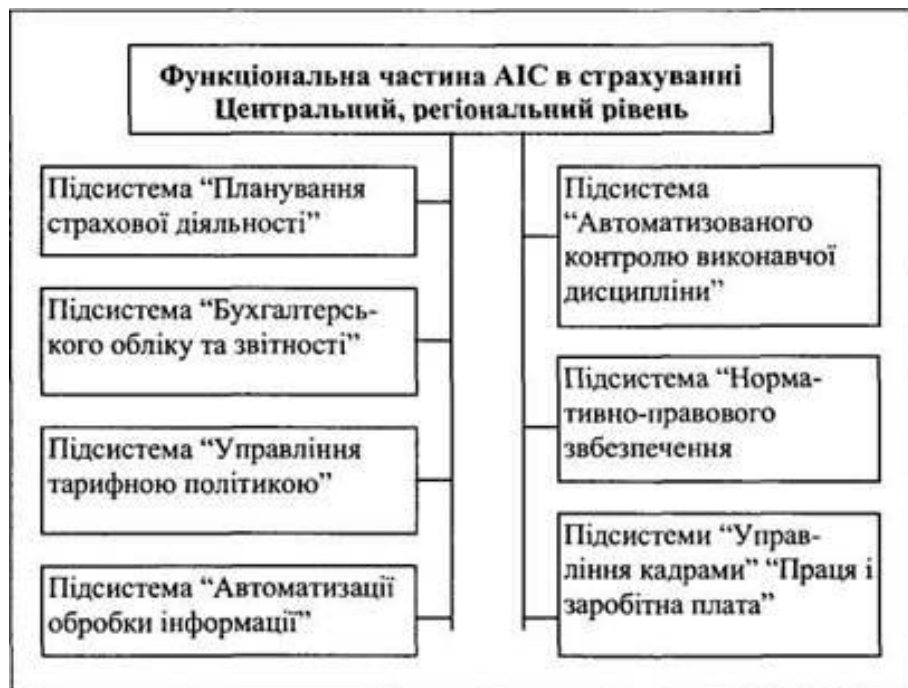 Функціональна частина АІС в страхуванні
Центральний, регіональний рівень
Підсистема “Планування
страхової діяльності”
Підсистема “Бухгалтерсь-
кого обліку та звітності”
Підсистема “Управління
тарифною політикою”
Підсистема “Автоматизації
обробки інформації”
Підсистема
“Автоматизованого
контролю виконавчої
дисципліни”
Підсистема “Норма-
тивно-правового
звбезпечення
Підсистеми “Управ-
ління кадрами” “Праця і
заробітна плата”